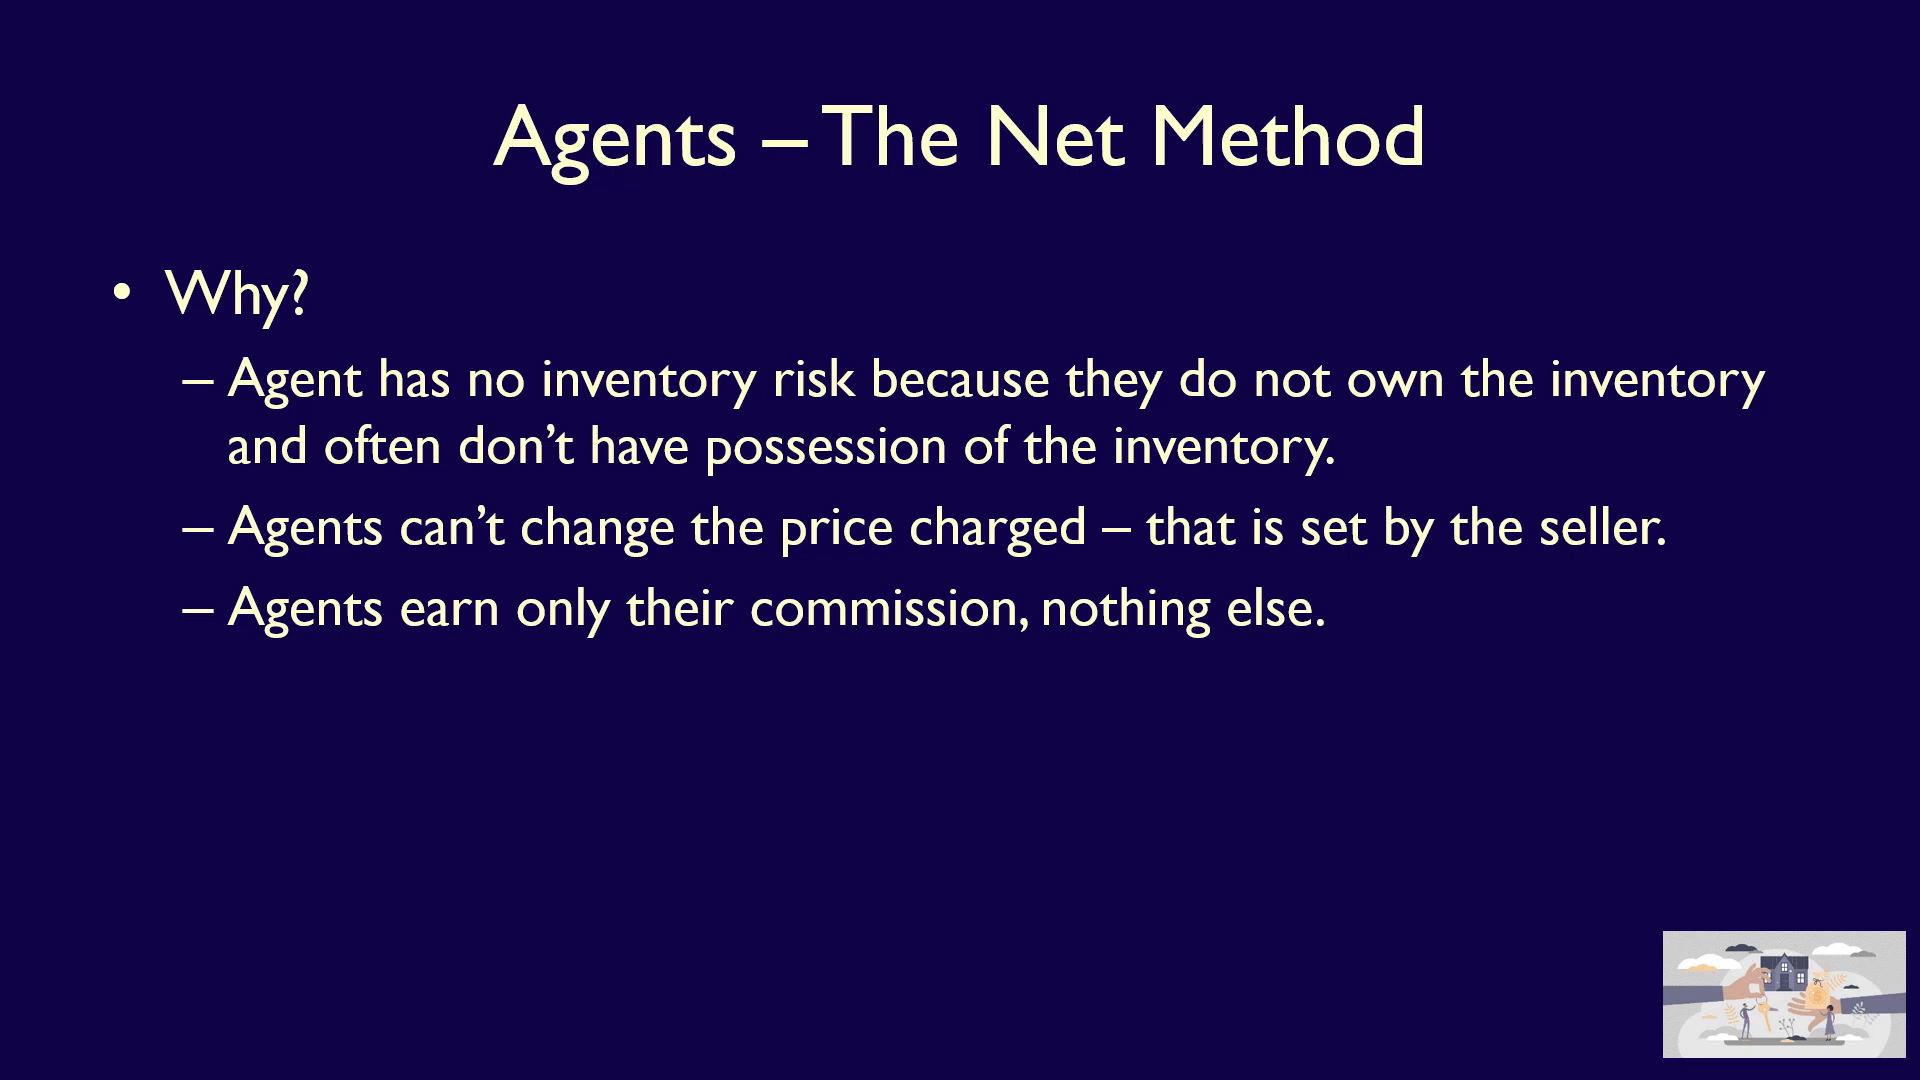 Agents – The Net Method
• Why?
– Agent has no inventory risk because they do not own the inventory
and often don’t have possession of the inventory.
– Agents can’t change the price charged – that is set by the seller.
– Agents earn only their commission, nothing else.